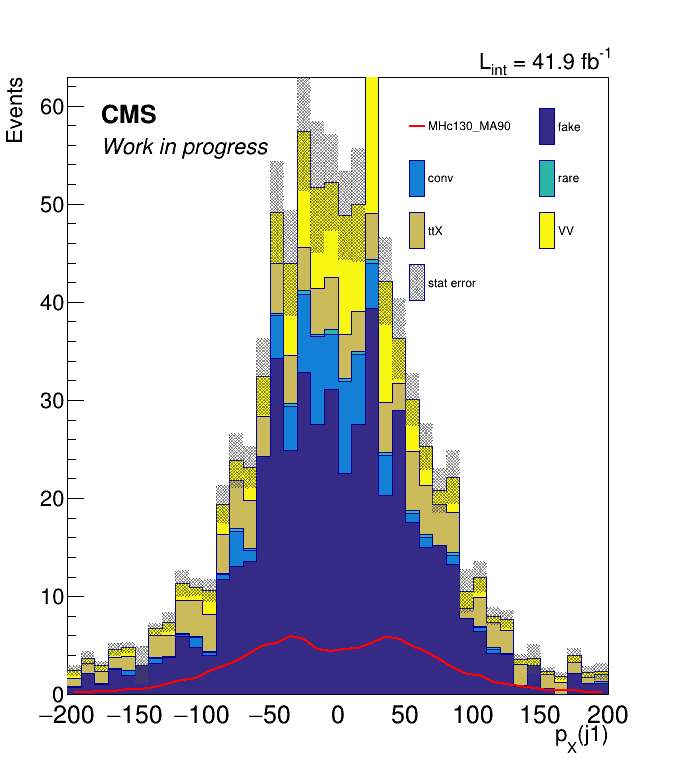 L_int = 41.9 fb^-1
Events
CMS
Work in progress
MHc130_MA90
fake
conv
rare
ttX
VV
stat error
60
50
40
30
20
10
0
−200 −150 −100 −50 0 50 100 150 200
p_X(j1)